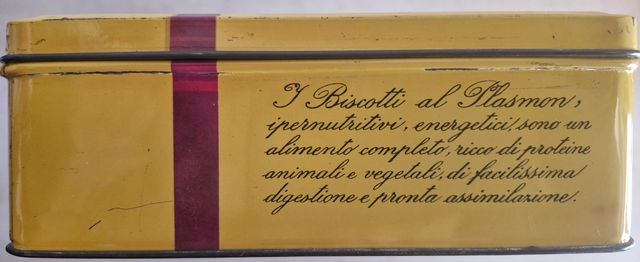 I Biscotti al Plasmon,
ipernutritivi, energetici, sono un
alimento completo, ricco di proteine
animali e vegetali, di facilissima
digestione e pronta assimilazione.